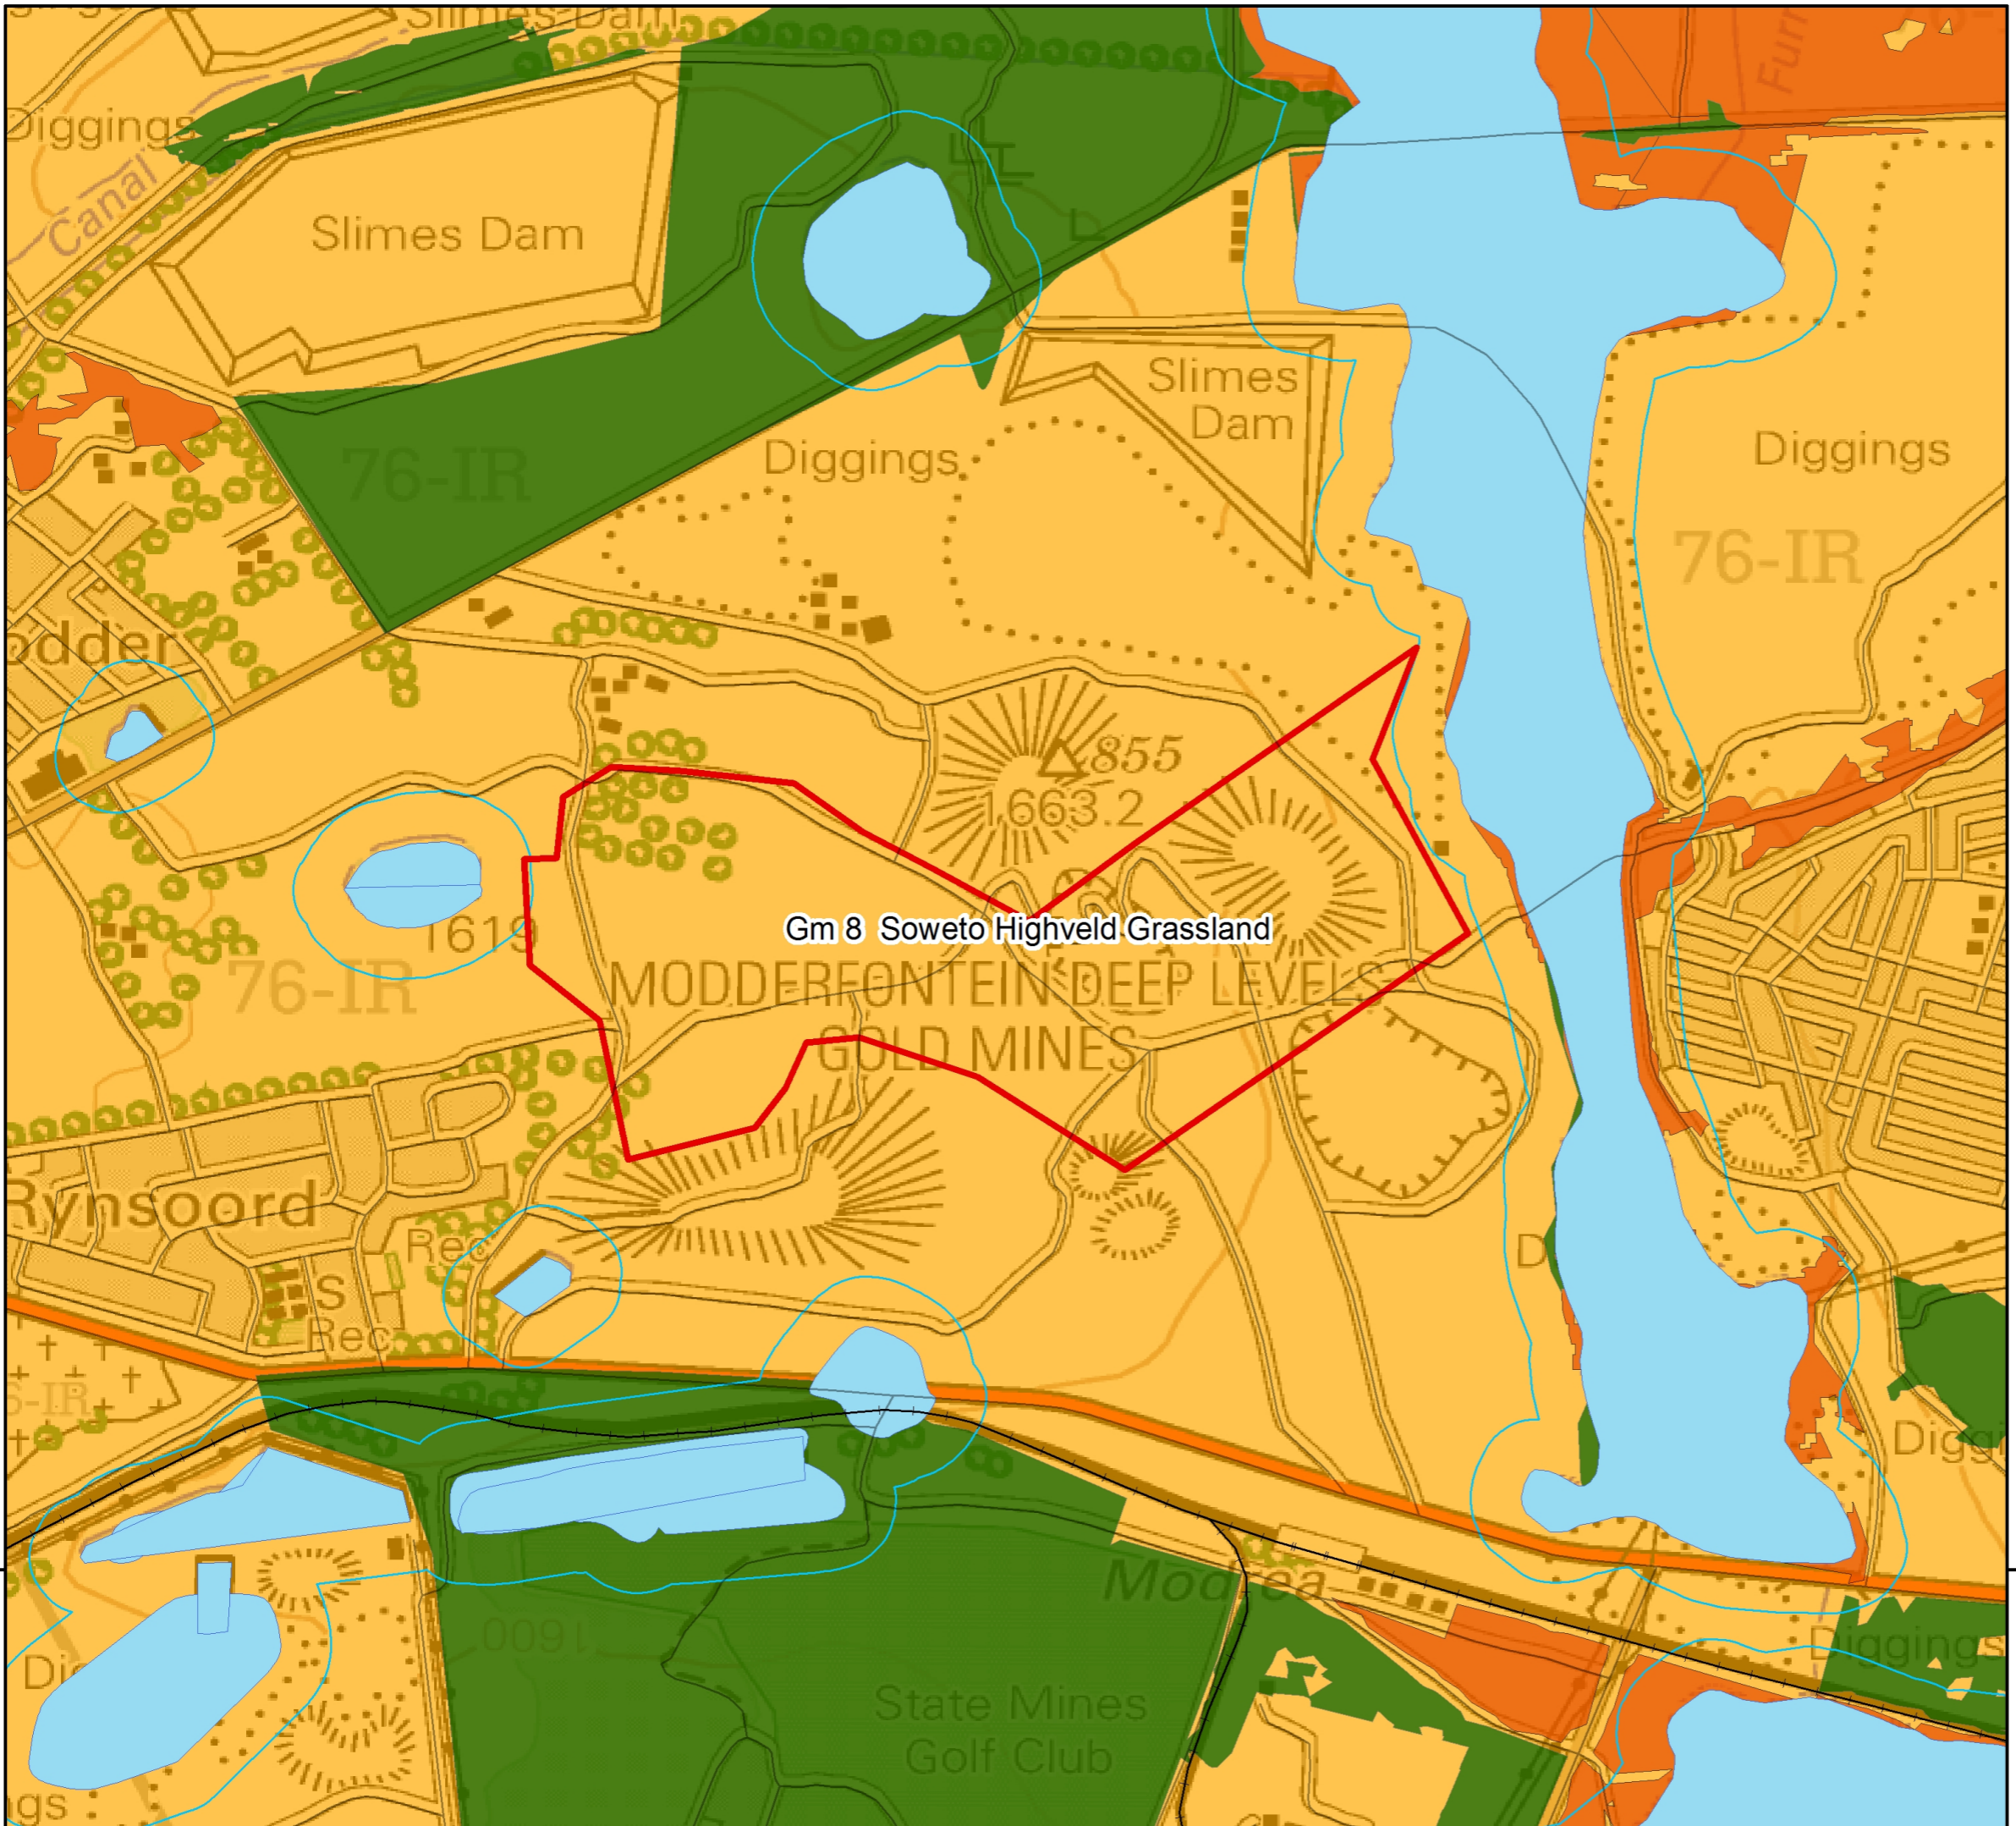 Slimes Dam
Diggings
Canal
Slimes Dam
Slimes
Dam
Diggings
Diggings
76-IR
76-IR
855
1663.2
1619
Gm 8 Soweto Highveld Grassland
76-IR
MODDERFONTEIN DEEP LEVELS
GOLD MINES
Rynsoord
Rec
S
Rec
D
Modrea
Diggings
1600
State Mines
Golf Club